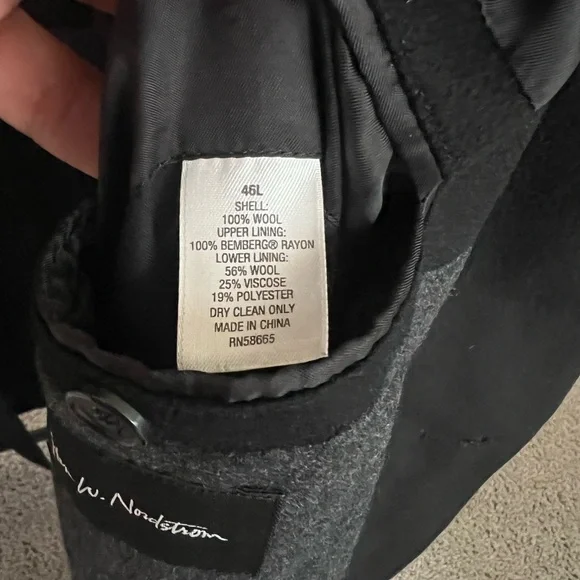 46L
SHELL:
100% WOOL
UPPER LINING:
100% BEMBERG® RAYON
LOWER LINING:
56% WOOL
25% VISCOSE
19% POLYESTER
DRY CLEAN ONLY
MADE IN CHINA
RN58665
W. Nordstrom